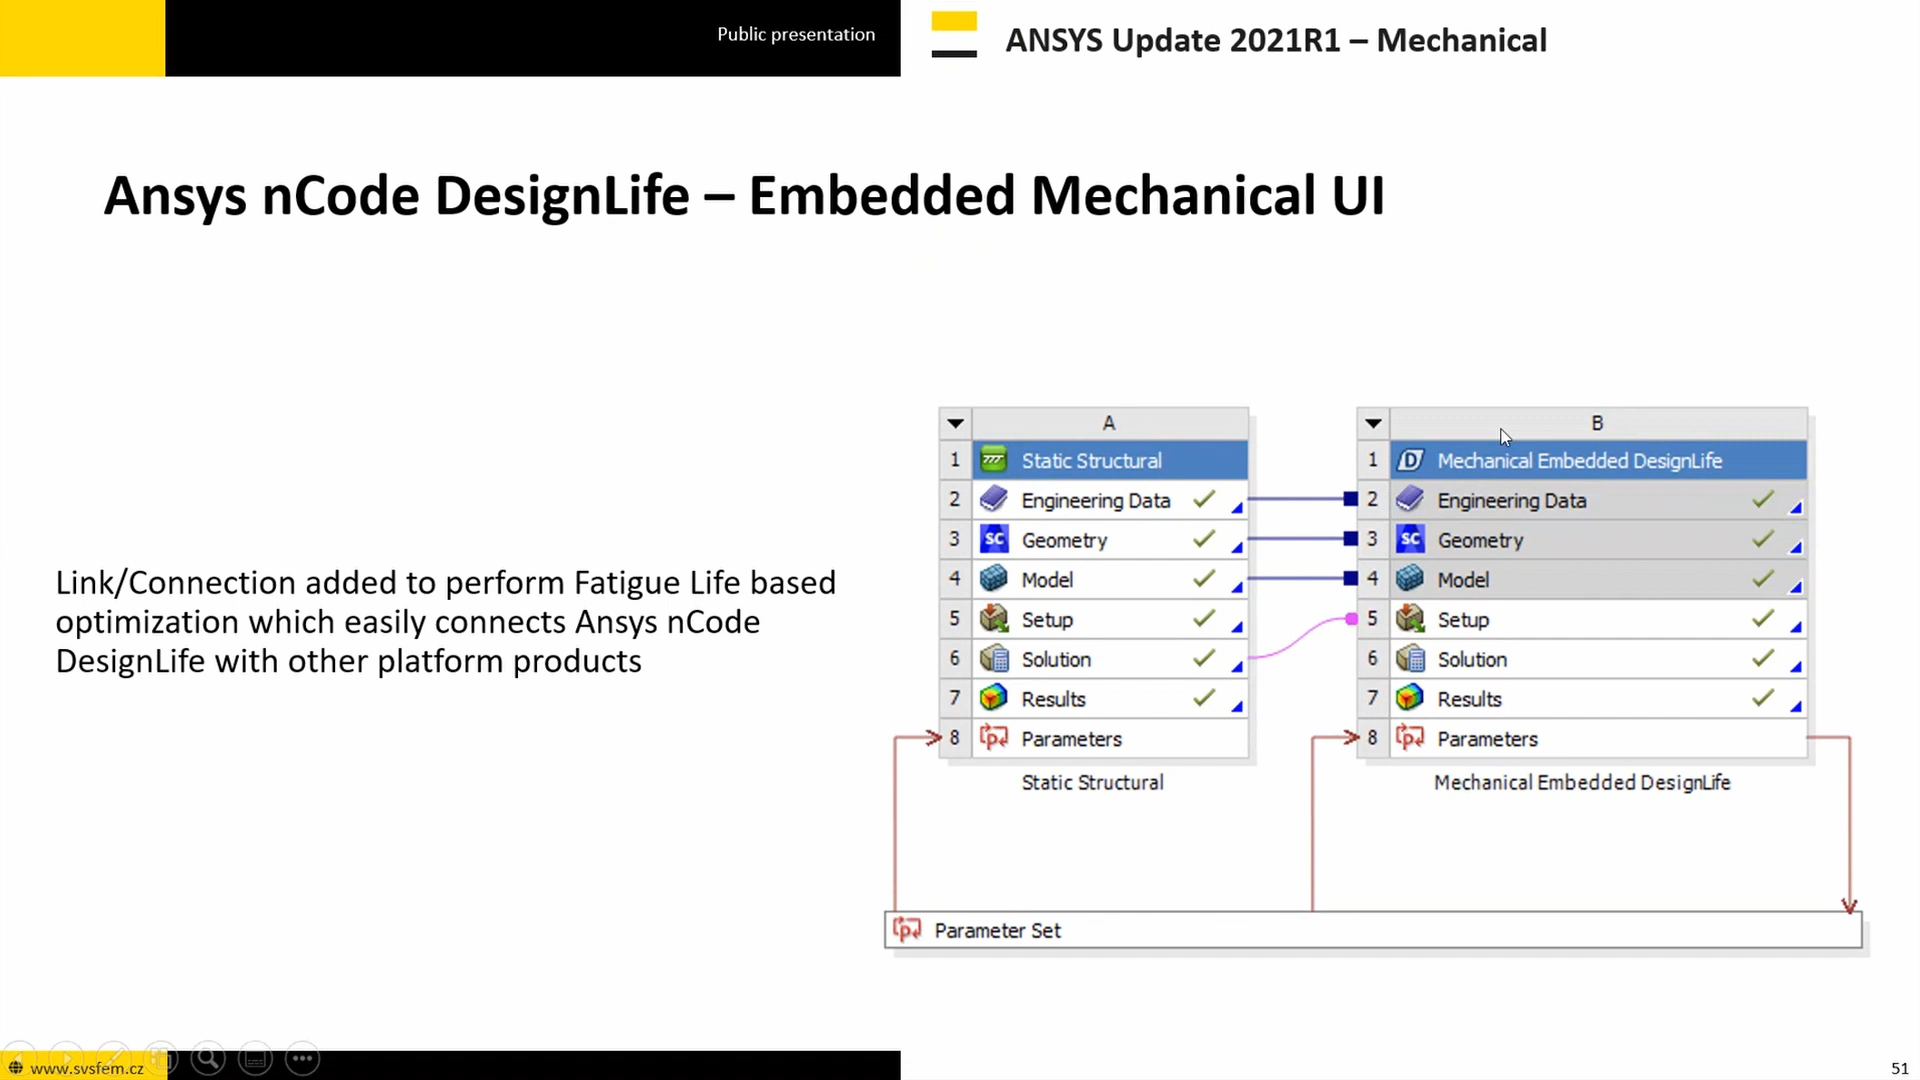 Public presentation
ANSYS Update 2021R1 – Mechanical
Ansys nCode DesignLife – Embedded Mechanical UI
Link/Connection added to perform Fatigue Life based
optimization which easily connects Ansys nCode
DesignLife with other platform products
A
1 Static Structural
2 Engineering Data
3 SC Geometry
4 Model
5 Setup
6 Solution
7 Results
8 Parameters
Static Structural
B
1 D Mechanical Embedded DesignLife
2 Engineering Data
3 SC Geometry
4 Model
5 Setup
6 Solution
7 Results
8 Parameters
Mechanical Embedded DesignLife
Parameter Set
www.svsfem.cz
51